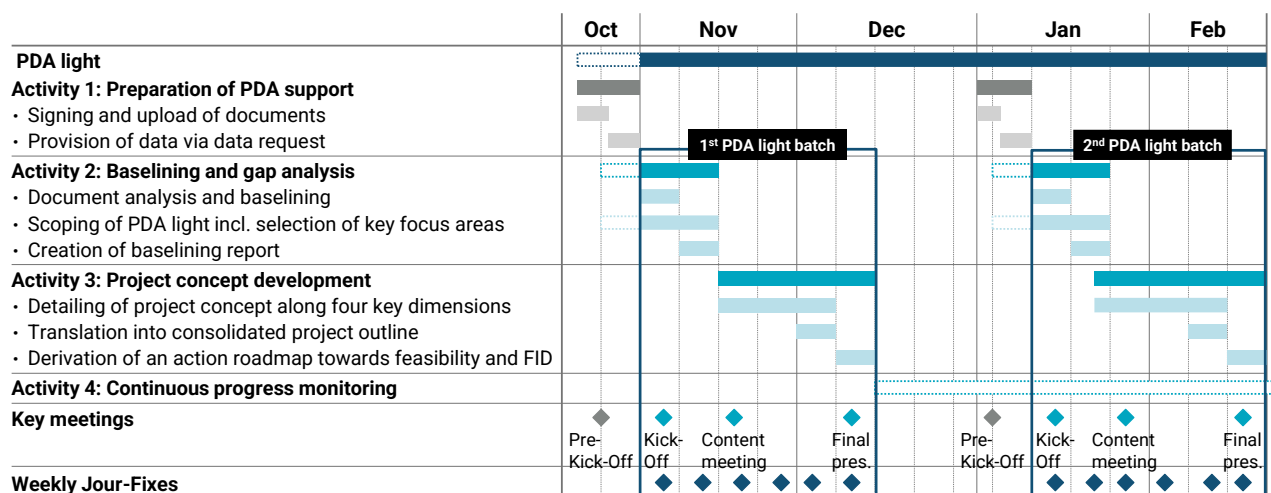 Oct Nov Dec Jan Feb
PDA light
Activity 1: Preparation of PDA support
• Signing and upload of documents
• Provision of data via data request
1st PDA light batch
2nd PDA light batch
Activity 2: Baselining and gap analysis
• Document analysis and baselining
• Scoping of PDA light incl. selection of key focus areas
• Creation of baselining report
Activity 3: Project concept development
• Detailing of project concept along four key dimensions
• Translation into consolidated project outline
• Derivation of an action roadmap towards feasibility and FID
Activity 4: Continuous progress monitoring
Key meetings
Pre- Kick- Content Final Pre- Kick- Content Final
Kick-Off Off meeting pres. Kick-Off Off meeting pres.
Weekly Jour-Fixes